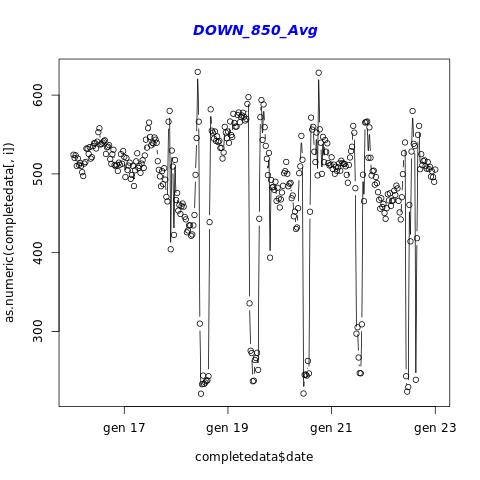 DOWN_850_Avg
as.numeric(completedata[, i])
600
500
400
300
gen 17
gen 19
gen 21
gen 23
completedata$date